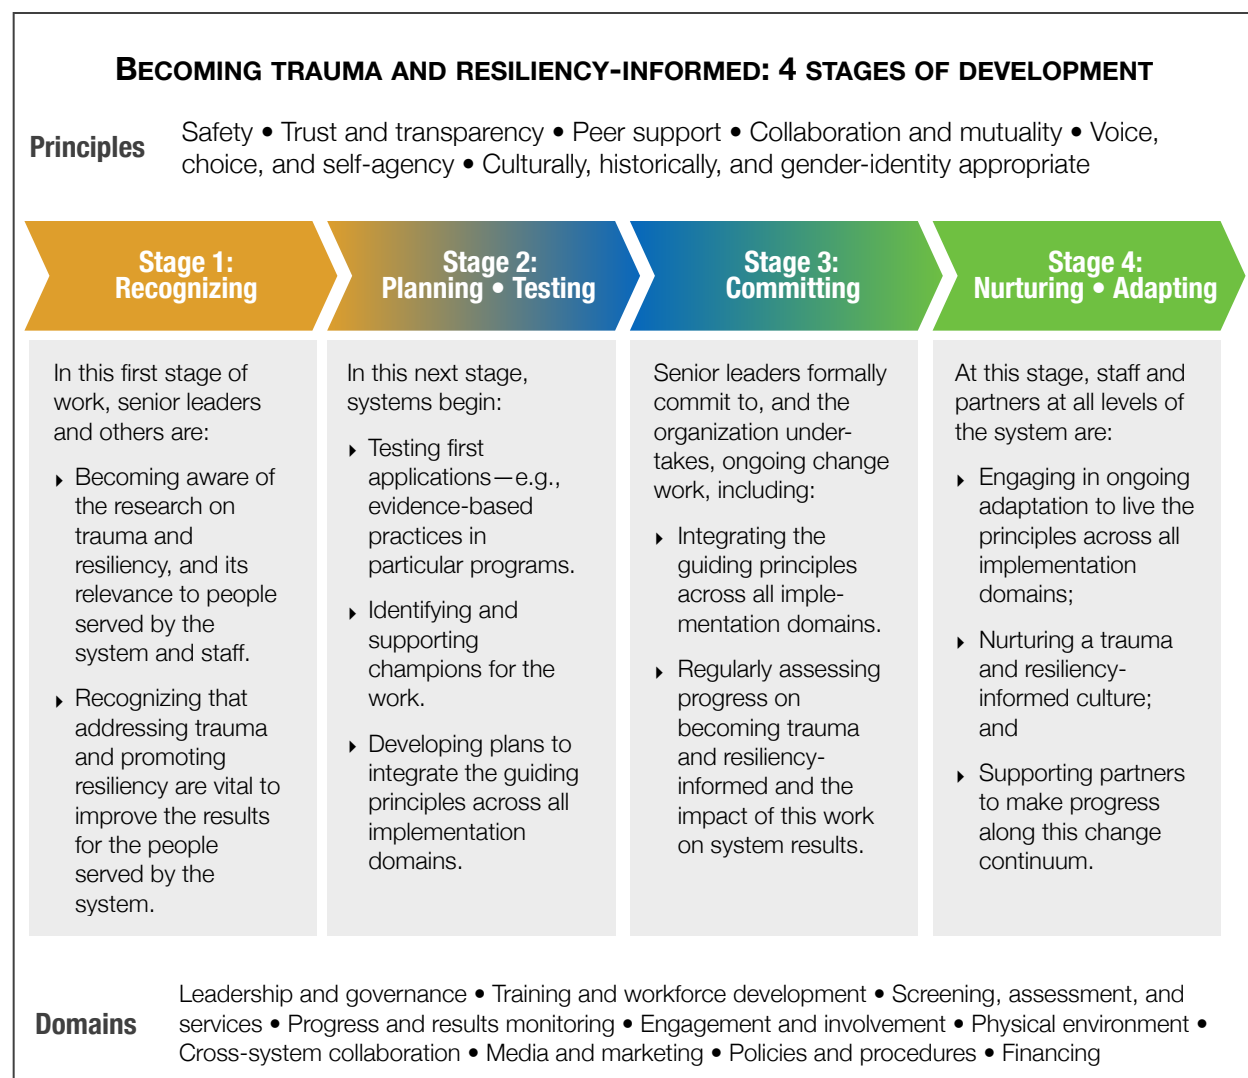 BECOMING TRAUMA AND RESILIENCY-INFORMED: 4 STAGES OF DEVELOPMENT
Principles
Safety • Trust and transparency • Peer support • Collaboration and mutuality • Voice,
choice, and self-agency • Culturally, historically, and gender-identity appropriate
Stage 1:
Recognizing
In this first stage of
work, senior leaders
and others are:
‣ Becoming aware of
the research on
trauma and
resiliency, and its
relevance to people
served by the
system and staff.
‣ Recognizing that
addressing trauma
and promoting
resiliency are vital to
improve the results
for the people
served by the
system.
Stage 2:
Planning • Testing
In this next stage,
systems begin:
‣ Testing first
applications—e.g.,
evidence-based
practices in
particular programs.
‣ Identifying and
supporting
champions for the
work.
‣ Developing plans to
integrate the guiding
principles across all
implementation
domains.
Stage 3:
Committing
Senior leaders formally
commit to, and the
organization under-
takes, ongoing change
work, including:
‣ Integrating the
guiding principles
across all imple-
mentation domains.
‣ Regularly assessing
progress on
becoming trauma
and resiliency-
informed and the
impact of this work
on system results.
Stage 4:
Nurturing • Adapting
At this stage, staff and
partners at all levels of
the system are:
‣ Engaging in ongoing
adaptation to live the
principles across all
implementation
domains;
‣ Nurturing a trauma
and resiliency-
informed culture;
and
‣ Supporting partners
to make progress
along this change
continuum.
Domains
Leadership and governance • Training and workforce development • Screening, assessment, and
services • Progress and results monitoring • Engagement and involvement • Physical environment •
Cross-system collaboration • Media and marketing • Policies and procedures • Financing